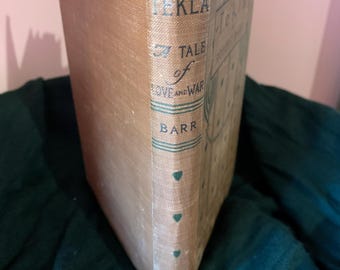 TEKLA
A TALE
of
LOVE AND WAR
BARR